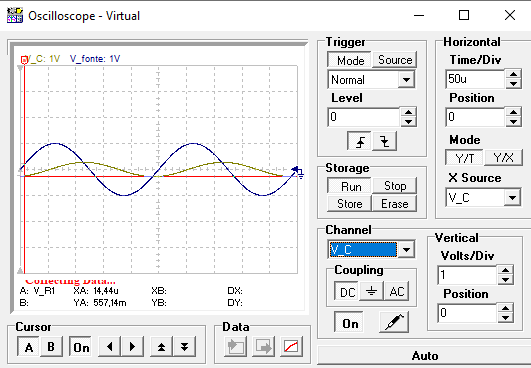 Oscilloscope - Virtual
V_C: 1V V_fonte: 1V
Collecting Data...
A: V_R1 XA: 14,44u XB: DX:
B: YA: 557,14m YB: DY:
Cursor
A B On
Data
Trigger
Mode Source
Normal
Level
0
Storage
Run Stop
Store Erase
Channel
V_C
Coupling
DC AC
On
Horizontal
Time/Div
50u
Position
0
Mode
Y/T Y/X
X Source
V_C
Vertical
Volts/Div
1
Position
0
Auto